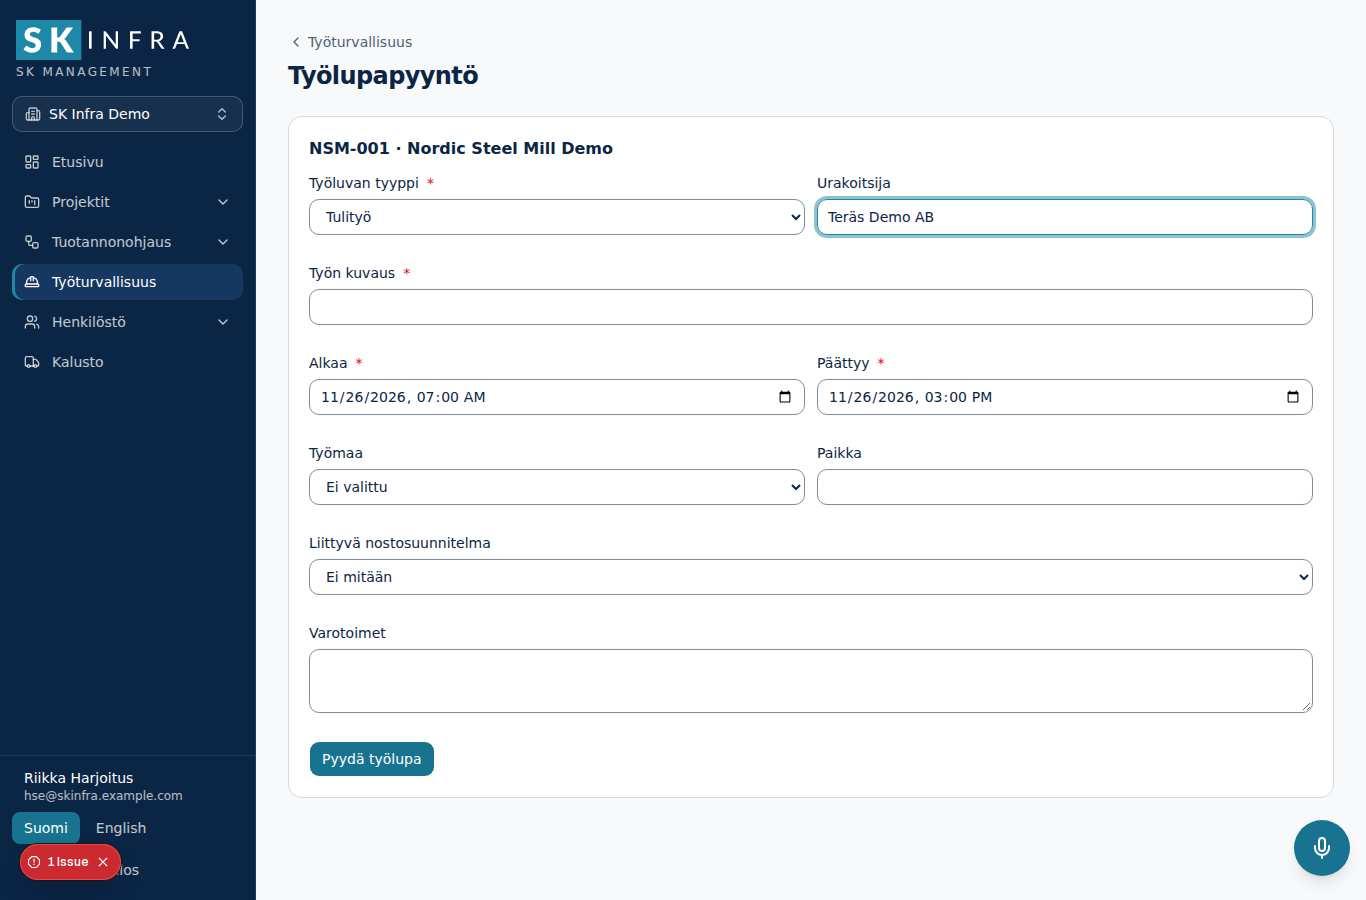 SK INFRA
SK MANAGEMENT
SK Infra Demo
Etusivu
Projektit
Tuotannonohjaus
Työturvallisuus
Henkilöstö
Kalusto
Riikka Harjoitus
hse@skinfra.example.com
Suomi English
1 Issue
Työturvallisuus
Työlupapyyntö
NSM-001 · Nordic Steel Mill Demo
Työluvan tyyppi * Urakoitsija
Tulityö Teräs Demo AB
Työn kuvaus *
Alkaa * Päättyy *
11/26/2026, 07:00 AM 11/26/2026, 03:00 PM
Työmaa Paikka
Ei valittu
Liittyvä nostosuunnitelma
Ei mitään
Varotoimet
Pyydä työlupa